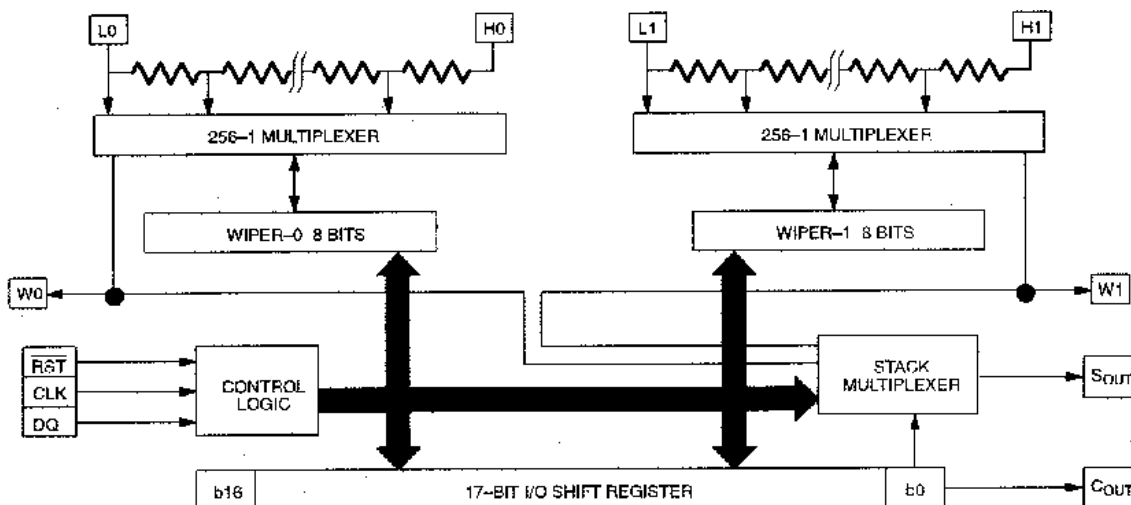 L0
H0
L1
H1
256–1 MULTIPLEXER
256–1 MULTIPLEXER
WIPER–0 8 BITS
WIPER–1 8 BITS
W0
W1
RST
CLK
DQ
CONTROL
LOGIC
STACK
MULTIPLEXER
SOUT
b16
17–BIT I/O SHIFT REGISTER
b0
COUT